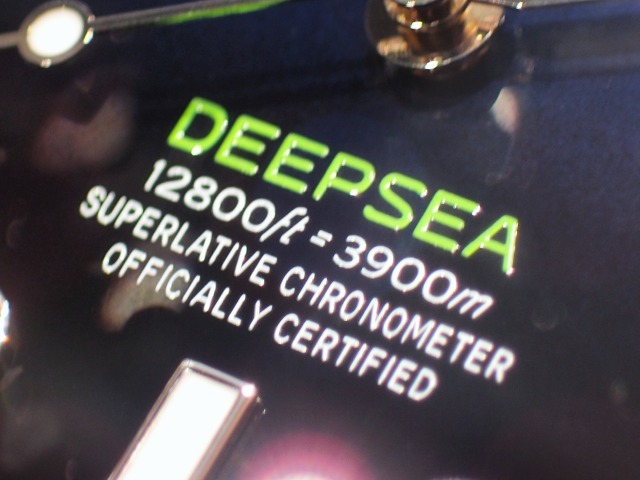 DEEPSEA
12800ft = 3900m
SUPERLATIVE CHRONOMETER
OFFICIALLY CERTIFIED